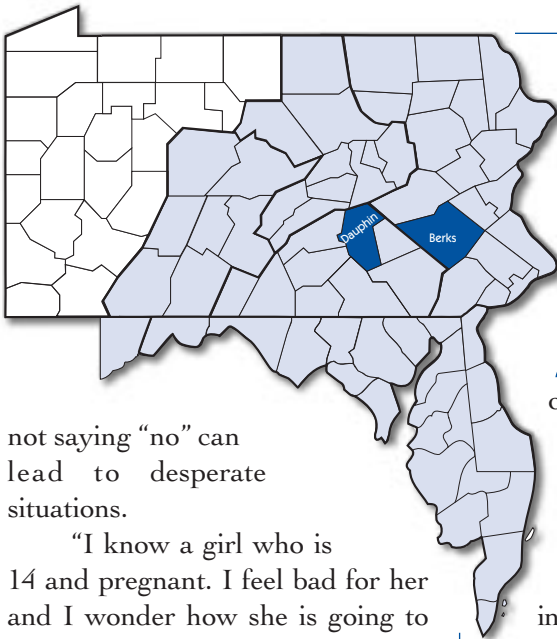 Dauphin
Berks
not saying “no” can
lead to desperate
situations.
“I know a girl who is
14 and pregnant. I feel bad for her
and I wonder how she is going to
in